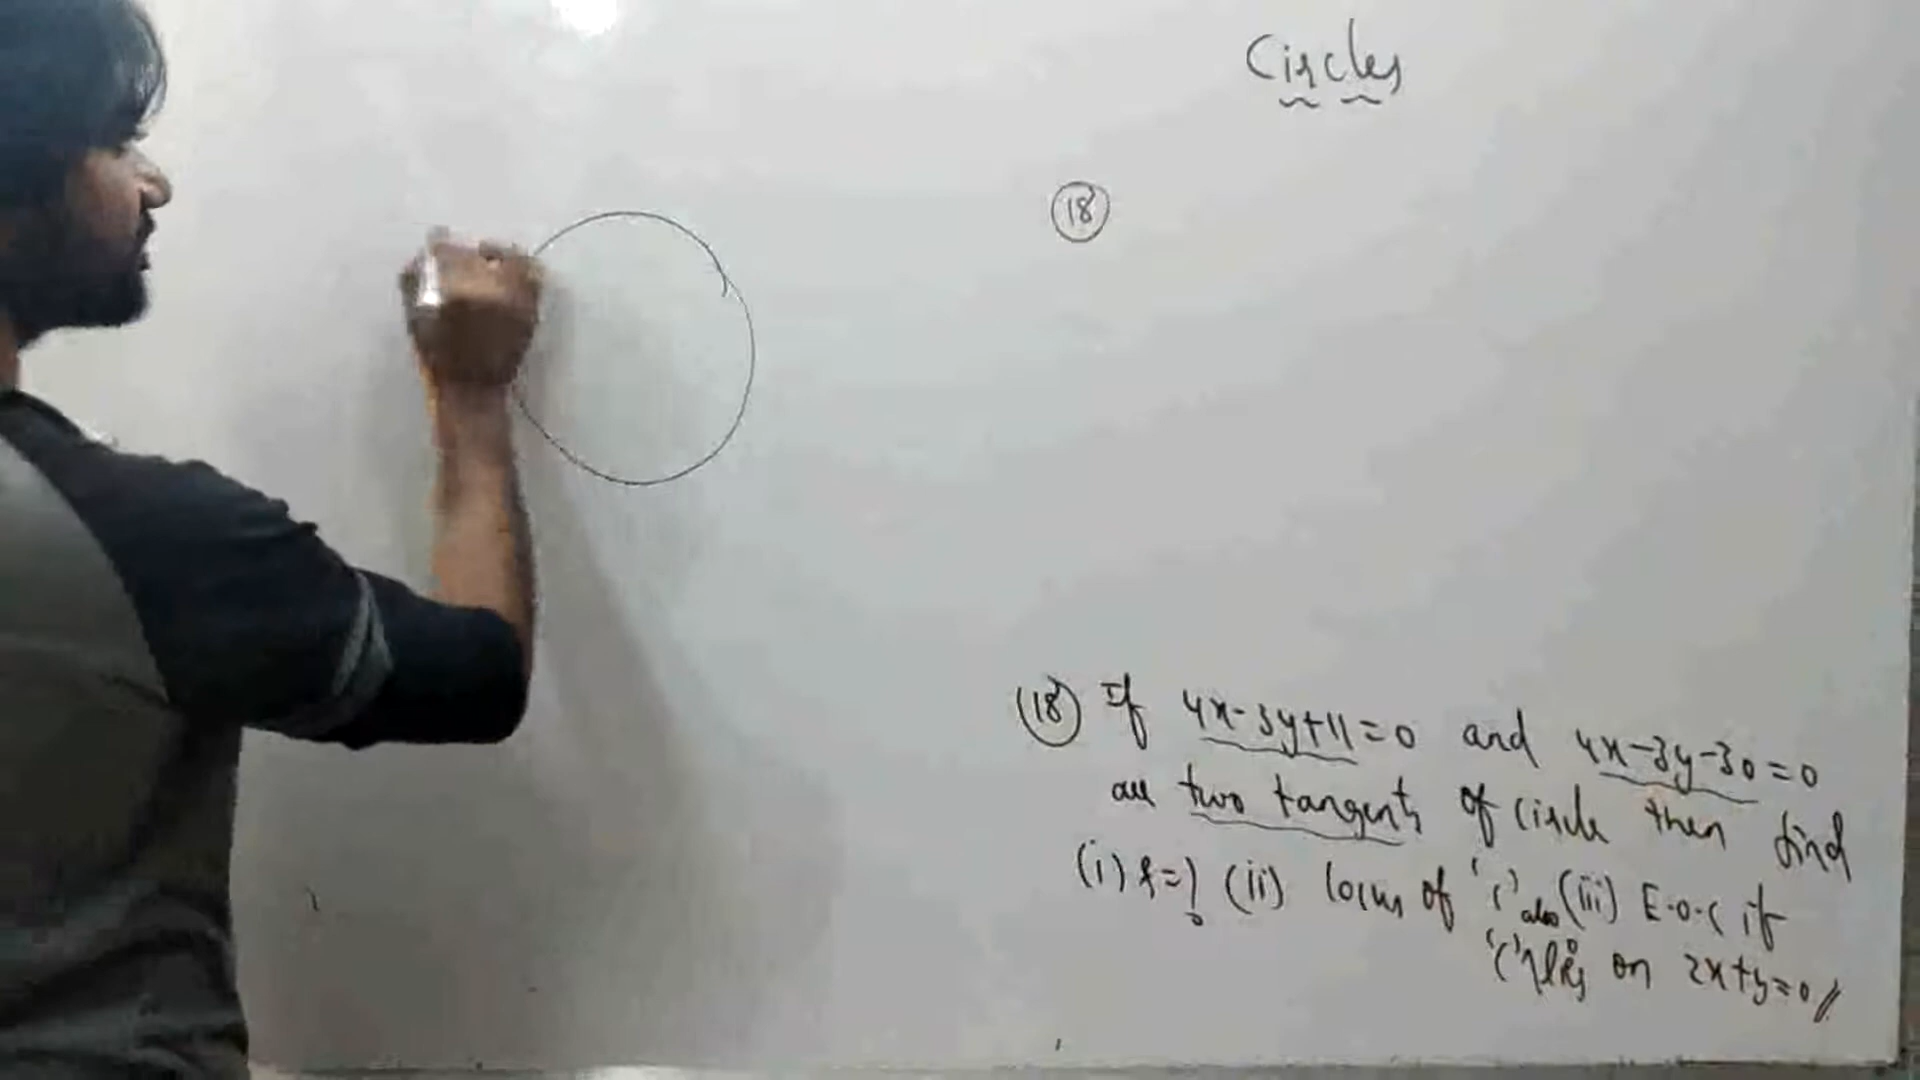 Circles
(18)
(18) If 4x-3y+11=0 and 4x-3y-30=0
are two tangents of circle then find
(i) r=? (ii) locus of 'C' also (iii) E.O.C if
'C' lies on 2x+y=0//